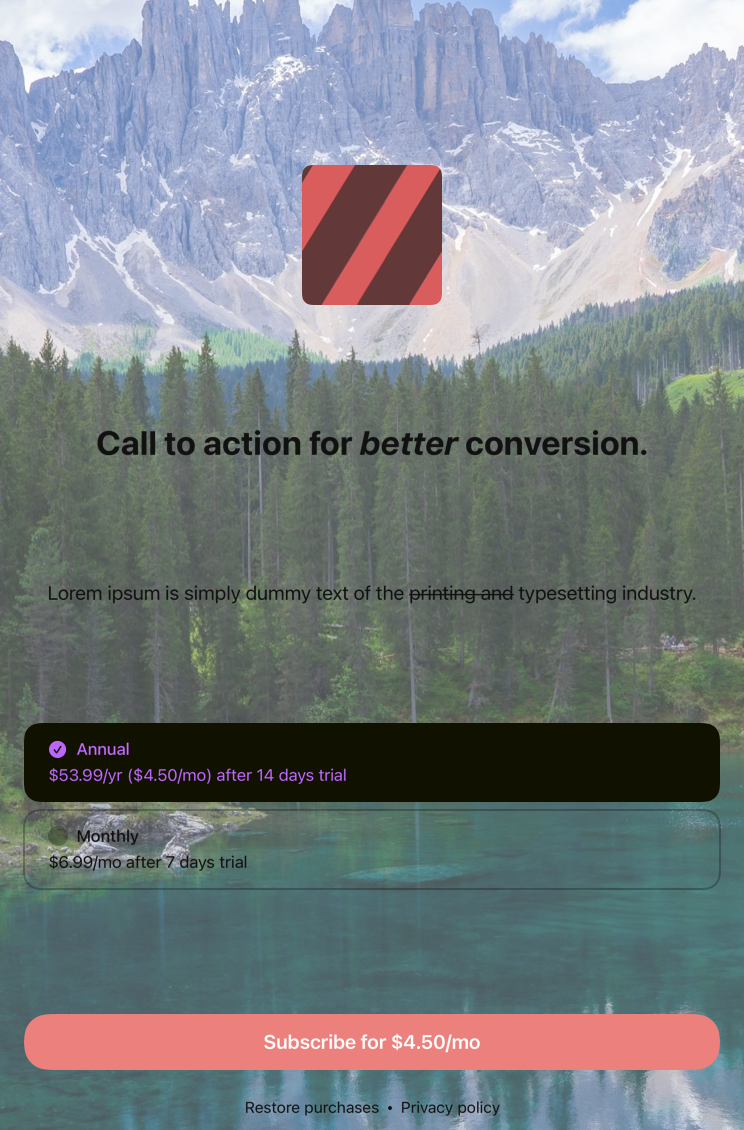 Call to action for better conversion.
Lorem ipsum is simply dummy text of the printing and typesetting industry.
Annual
$53.99/yr ($4.50/mo) after 14 days trial
Monthly
$6.99/mo after 7 days trial
Subscribe for $4.50/mo
Restore purchases • Privacy policy